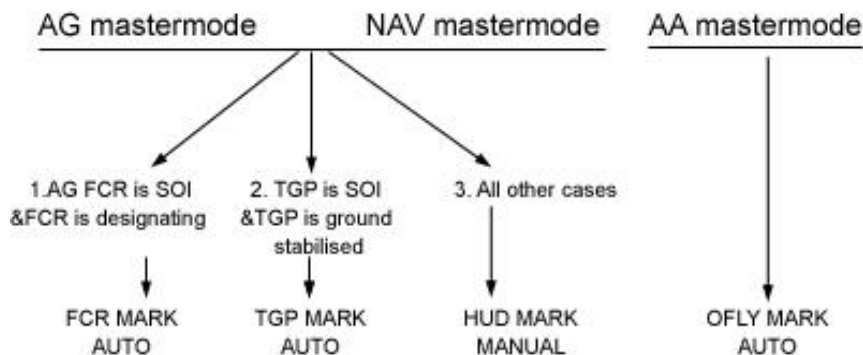 AG mastermode
NAV mastermode
AA mastermode
1.AG FCR is SOI
&FCR is designating
2. TGP is SOI
&TGP is ground
stabilised
3. All other cases
FCR MARK
AUTO
TGP MARK
AUTO
HUD MARK
MANUAL
OFLY MARK
AUTO